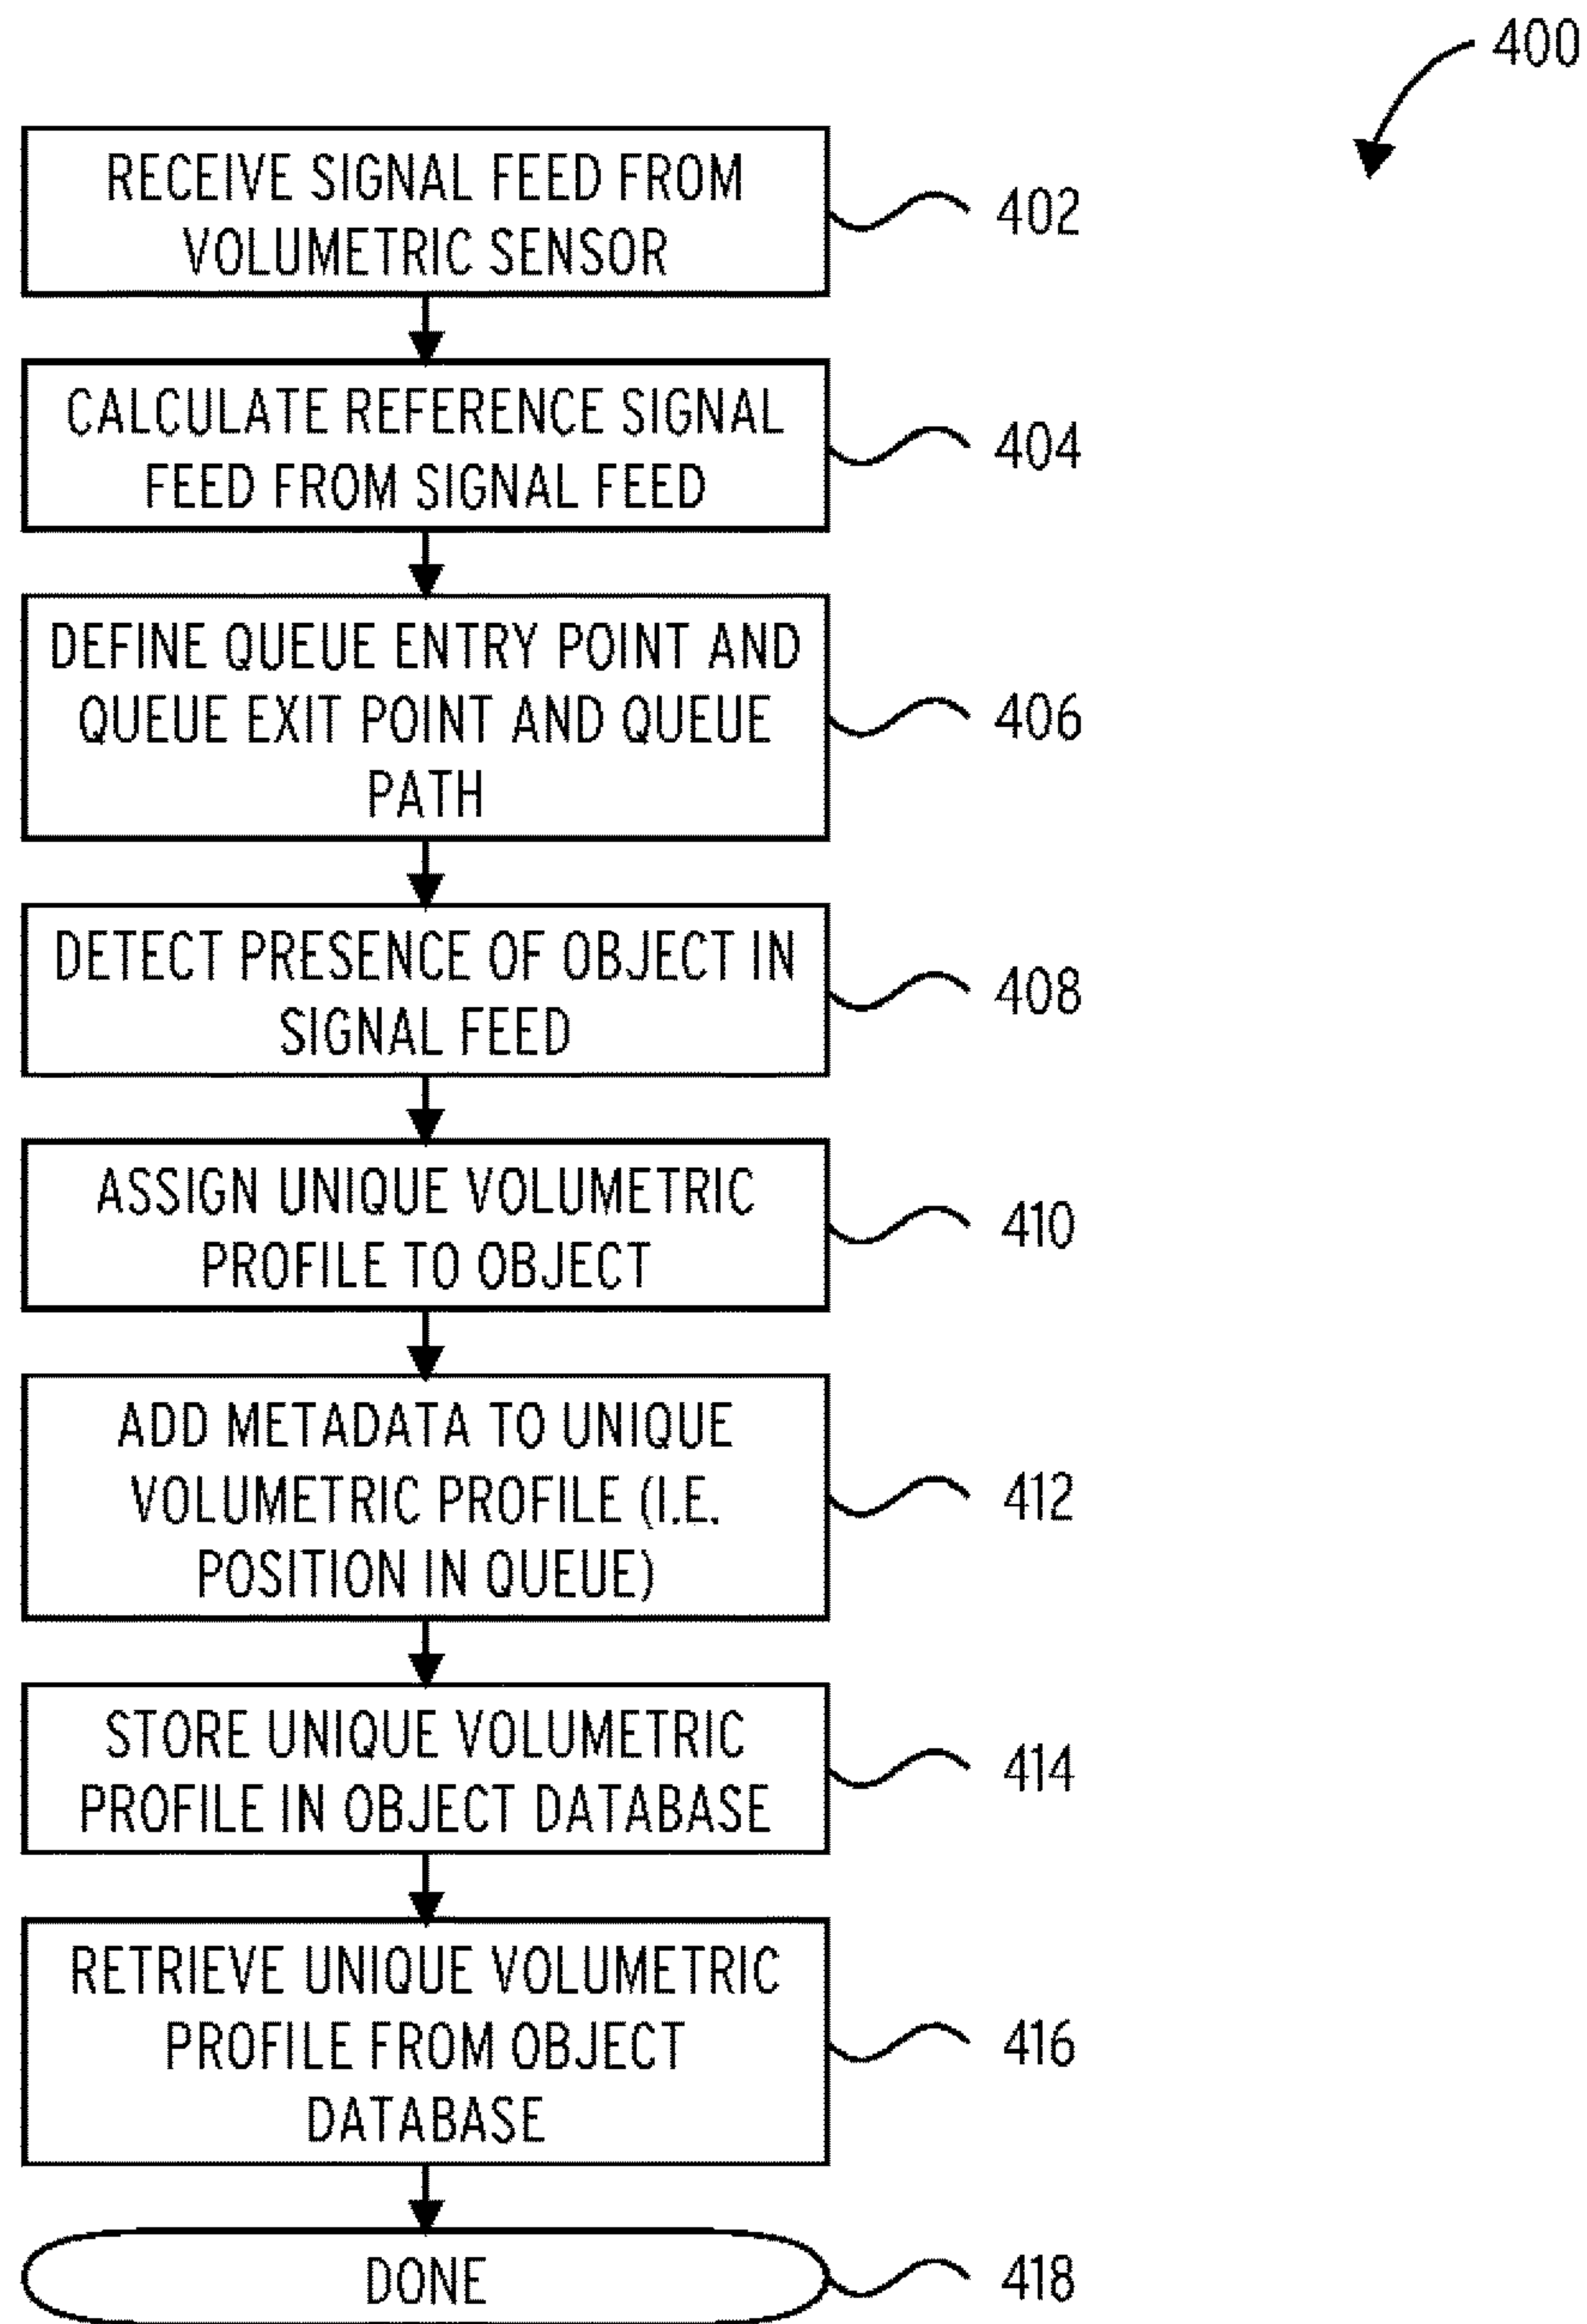 400
RECEIVE SIGNAL FEED FROM
VOLUMETRIC SENSOR
402
CALCULATE REFERENCE SIGNAL
FEED FROM SIGNAL FEED
404
DEFINE QUEUE ENTRY POINT AND
QUEUE EXIT POINT AND QUEUE
PATH
406
DETECT PRESENCE OF OBJECT IN
SIGNAL FEED
408
ASSIGN UNIQUE VOLUMETRIC
PROFILE TO OBJECT
410
ADD METADATA TO UNIQUE
VOLUMETRIC PROFILE (I.E.
POSITION IN QUEUE)
412
STORE UNIQUE VOLUMETRIC
PROFILE IN OBJECT DATABASE
414
RETRIEVE UNIQUE VOLUMETRIC
PROFILE FROM OBJECT
DATABASE
416
DONE
418